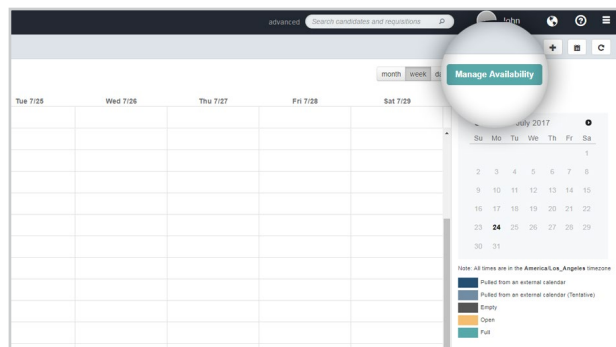 advanced Search candidates and requisitions John
month week
Manage Availability
Tue 7/25 Wed 7/26 Thu 7/27 Fri 7/28 Sat 7/29
2017
Su Mo Tu We Th Fr Sa
1
2 3 4 5 6 7 8
9 10 11 12 13 14 15
16 17 18 19 20 21 22
23 24 25 26 27 28 29
30 31
Note: All times are in the America/Los_Angeles timezone
Pulled from an external calendar
Pulled from an external calendar (Tentative)
Empty
Open
Full